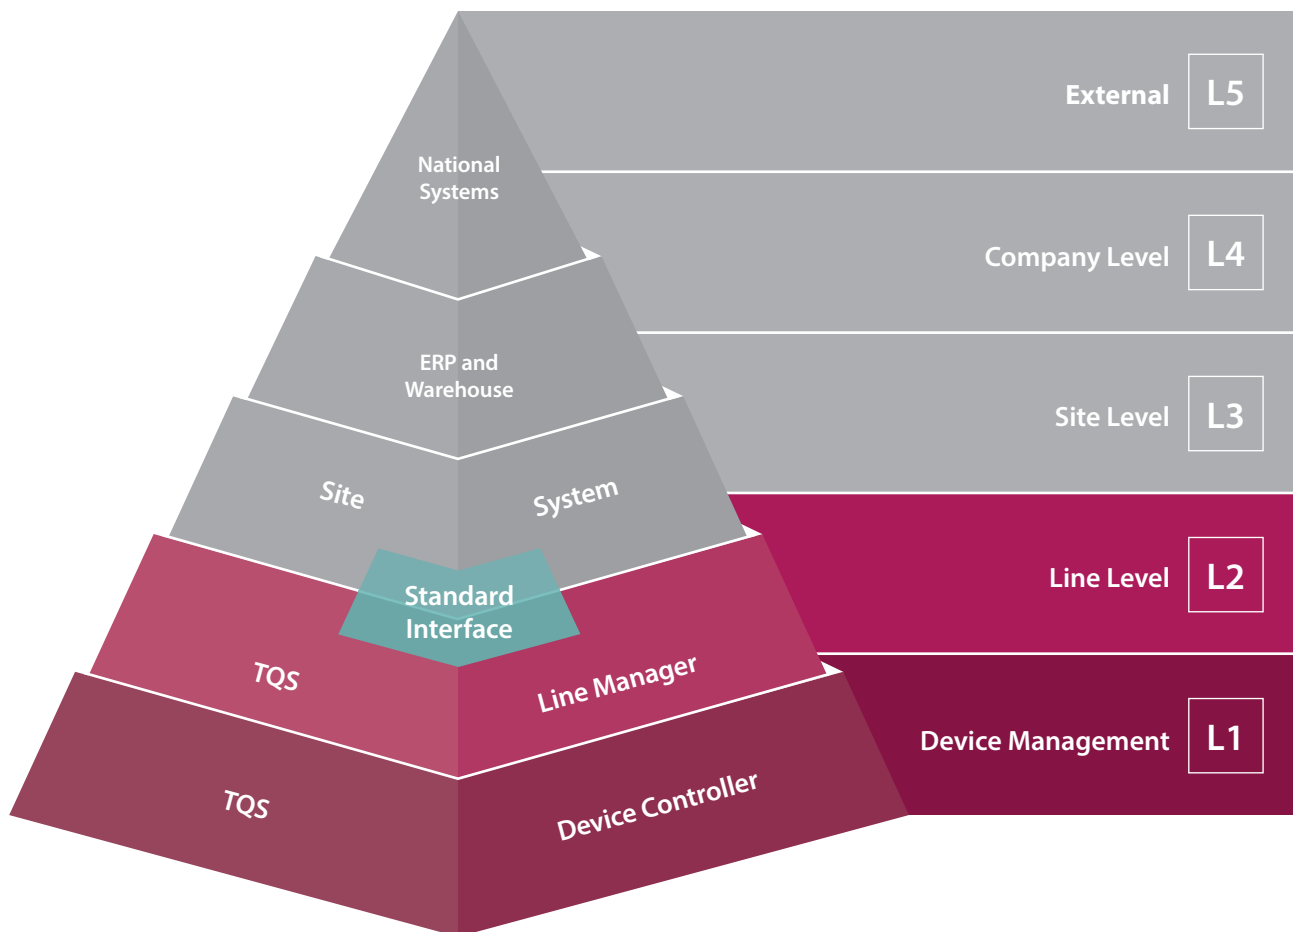 External L5
National
Systems
Company Level L4
ERP and
Warehouse
Site Level L3
Site System
Standard
Interface
Line Level L2
TQS Line Manager
Device Management L1
TQS Device Controller